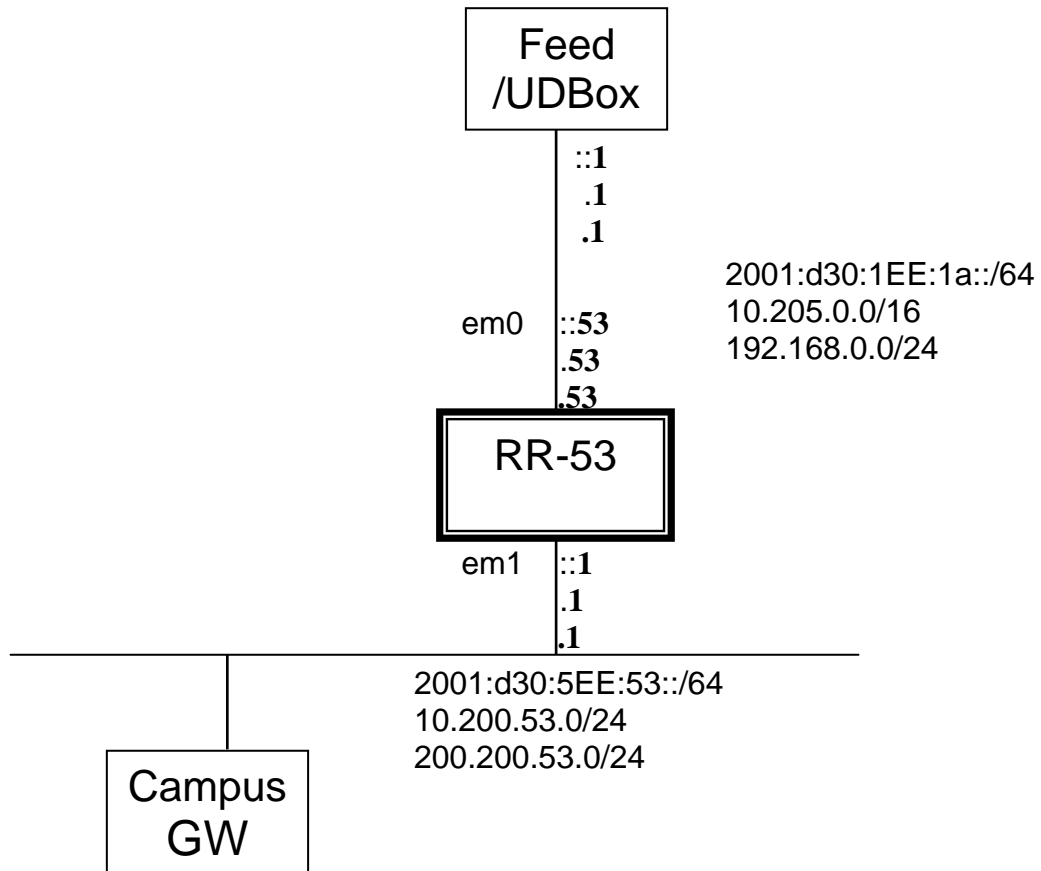 Feed
/UDBox
::1
.1
.1
2001:d30:1EE:1a::/64
10.205.0.0/16
192.168.0.0/24
em0
::53
.53
.53
RR-53
em1
::1
.1
.1
2001:d30:5EE:53::/64
10.200.53.0/24
200.200.53.0/24
Campus
GW